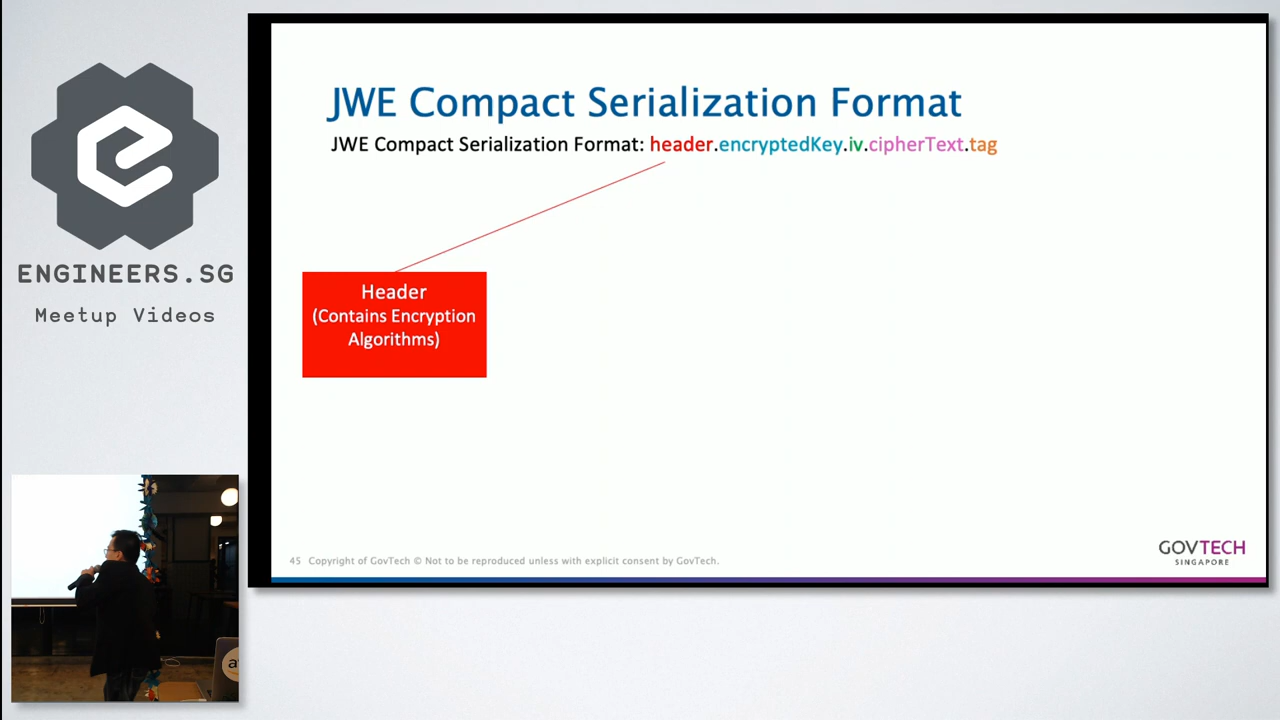 ENGINEERS.SG
Meetup Videos
JWE Compact Serialization Format
JWE Compact Serialization Format: header.encryptedKey.iv.cipherText.tag
Header
(Contains Encryption
Algorithms)
45 Copyright of GovTech © Not to be reproduced unless with explicit consent by GovTech.
GOVTECH
SINGAPORE